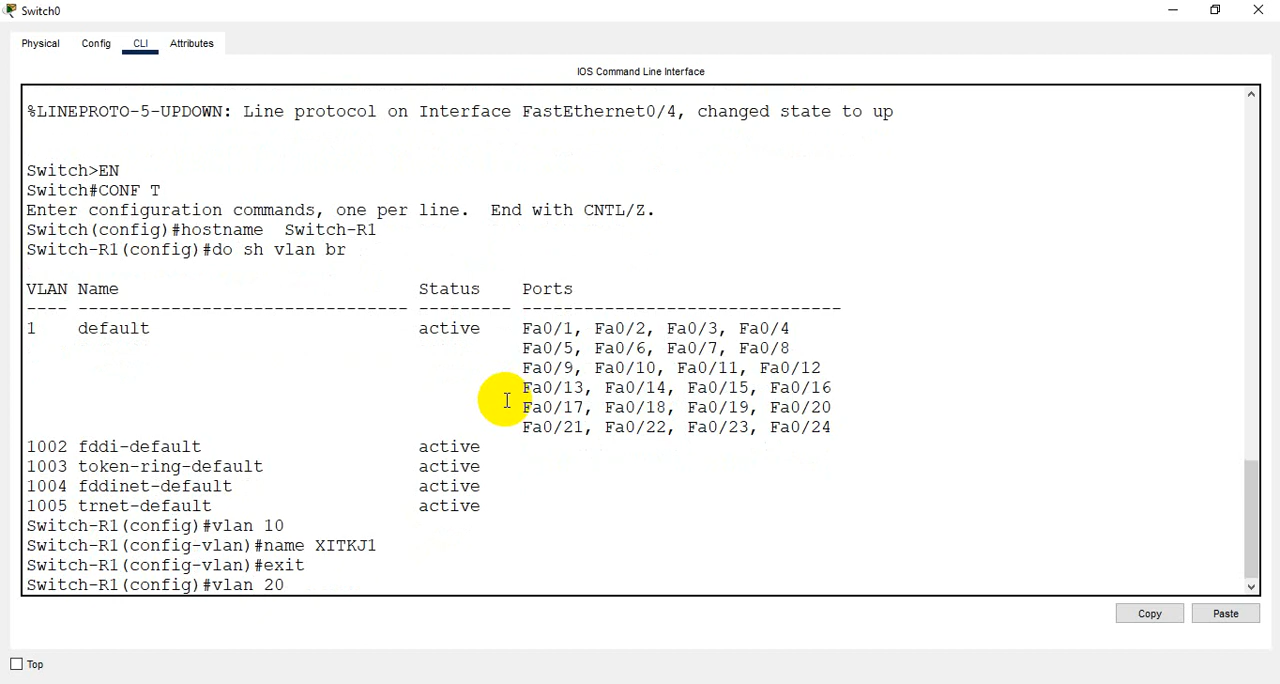 Switch0
Physical Config CLI Attributes
IOS Command Line Interface
%LINEPROTO-5-UPDOWN: Line protocol on Interface FastEthernet0/4, changed state to up
Switch>EN
Switch#CONF T
Enter configuration commands, one per line.  End with CNTL/Z.
Switch(config)#hostname  Switch-R1
Switch-R1(config)#do sh vlan br
VLAN Name                             Status    Ports
---- -------------------------------- --------- -------------------------------
1    default                          active    Fa0/1, Fa0/2, Fa0/3, Fa0/4
Fa0/5, Fa0/6, Fa0/7, Fa0/8
Fa0/9, Fa0/10, Fa0/11, Fa0/12
Fa0/13, Fa0/14, Fa0/15, Fa0/16
Fa0/17, Fa0/18, Fa0/19, Fa0/20
Fa0/21, Fa0/22, Fa0/23, Fa0/24
1002 fddi-default                     active
1003 token-ring-default               active
1004 fddinet-default                  active
1005 trnet-default                    active
Switch-R1(config)#vlan 10
Switch-R1(config-vlan)#name XITKJ1
Switch-R1(config-vlan)#exit
Switch-R1(config)#vlan 20
Copy Paste
Top